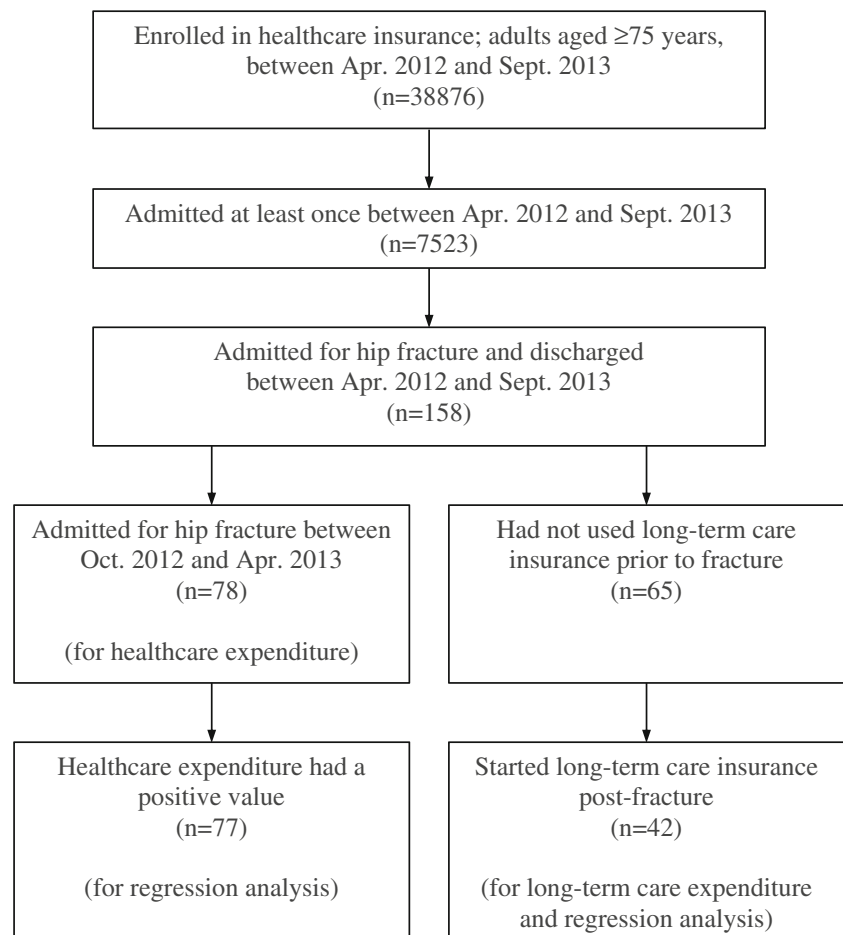 Enrolled in healthcare insurance; adults aged ≥75 years,
between Apr. 2012 and Sept. 2013
(n=38876)
Admitted at least once between Apr. 2012 and Sept. 2013
(n=7523)
Admitted for hip fracture and discharged
between Apr. 2012 and Sept. 2013
(n=158)
Admitted for hip fracture between
Oct. 2012 and Apr. 2013
(n=78)
(for healthcare expenditure)
Had not used long-term care
insurance prior to fracture
(n=65)
Healthcare expenditure had a
positive value
(n=77)
(for regression analysis)
Started long-term care insurance
post-fracture
(n=42)
(for long-term care expenditure
and regression analysis)